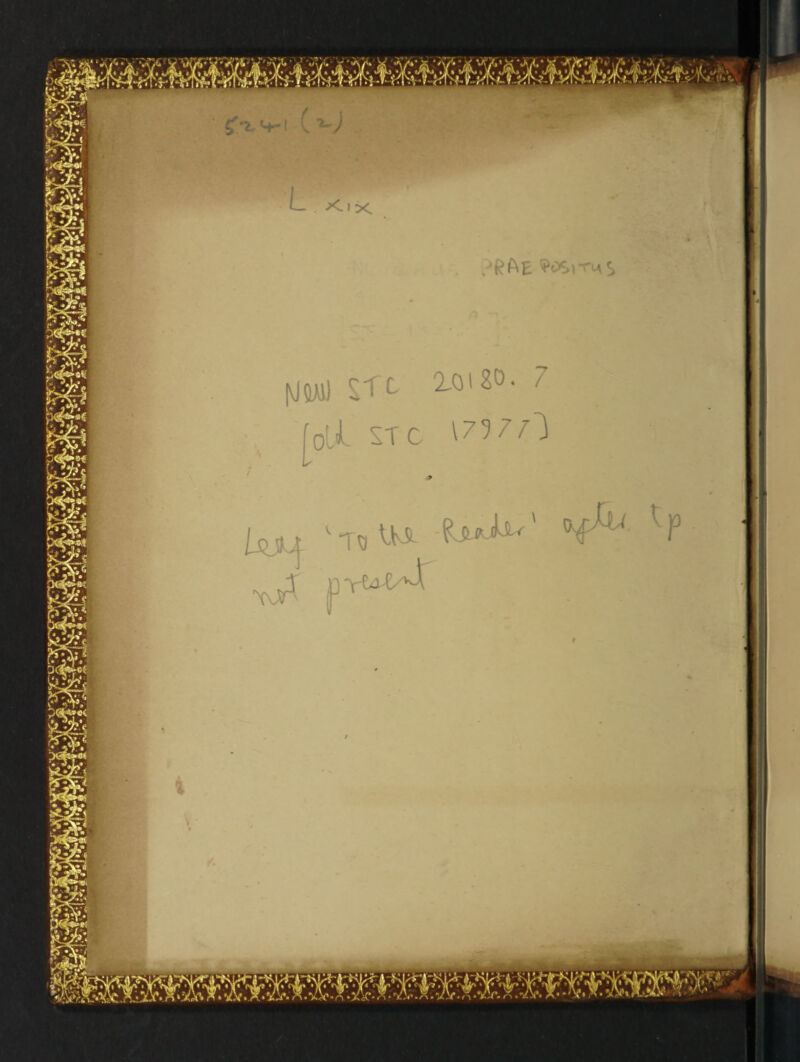 5241 (2)
L. xix
PRAEPOSITUS
New STC 20180.7
[old STC 17977]
Leaf 'To the Reader' after tp
not present